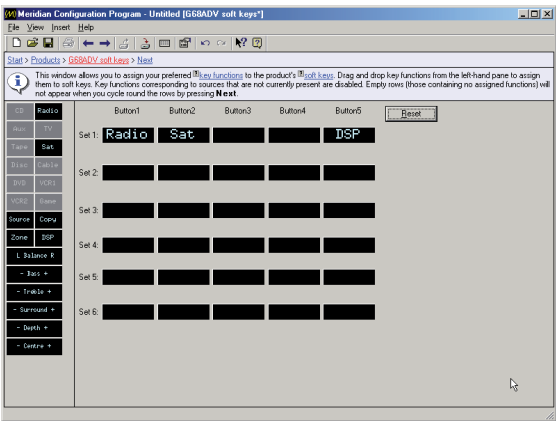 Meridian Configuration Program - Untitled [G68ADV soft keys*]
File View Insert Help
Start > Products > G68ADV soft keys > Next
This window allows you to assign your preferred key functions to the product's soft keys. Drag and drop key functions from the left-hand pane to assign
them to soft keys. Key functions corresponding to sources that are not currently present are disabled. Empty rows (those containing no assigned functions) will
not appear when you cycle round the rows by pressing Next.
CD Radio
Aux TV
Tape Sat
Disc Cable
DVD VCR1
VCR2 Game
Source Copy
Zone DSP
L Balance R
- Bass +
- Treble +
- Surround +
- Depth +
- Centre +
Button1 Button2 Button3 Button4 Button5
Reset
Set 1: Radio Sat DSP
Set 2:
Set 3:
Set 4:
Set 5:
Set 6: